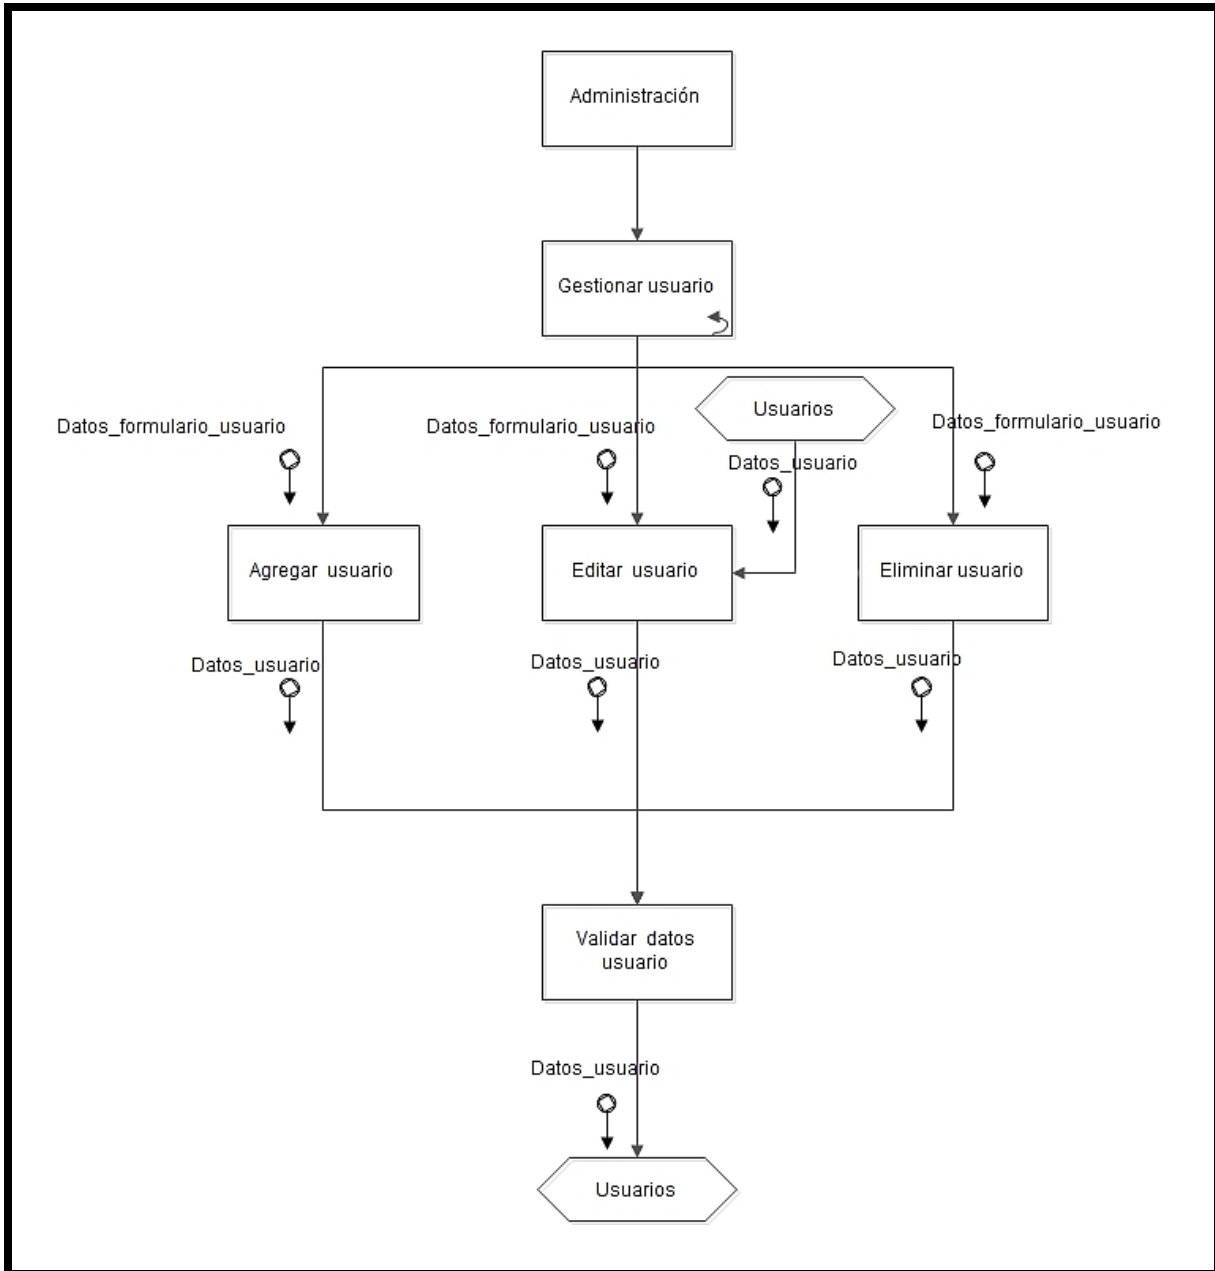 Administración
Gestionar usuario
Usuarios
Datos_formulario_usuario
Datos_formulario_usuario
Datos_formulario_usuario
Datos_usuario
Agregar usuario
Editar usuario
Eliminar usuario
Datos_usuario
Datos_usuario
Datos_usuario
Validar datos
usuario
Datos_usuario
Usuarios